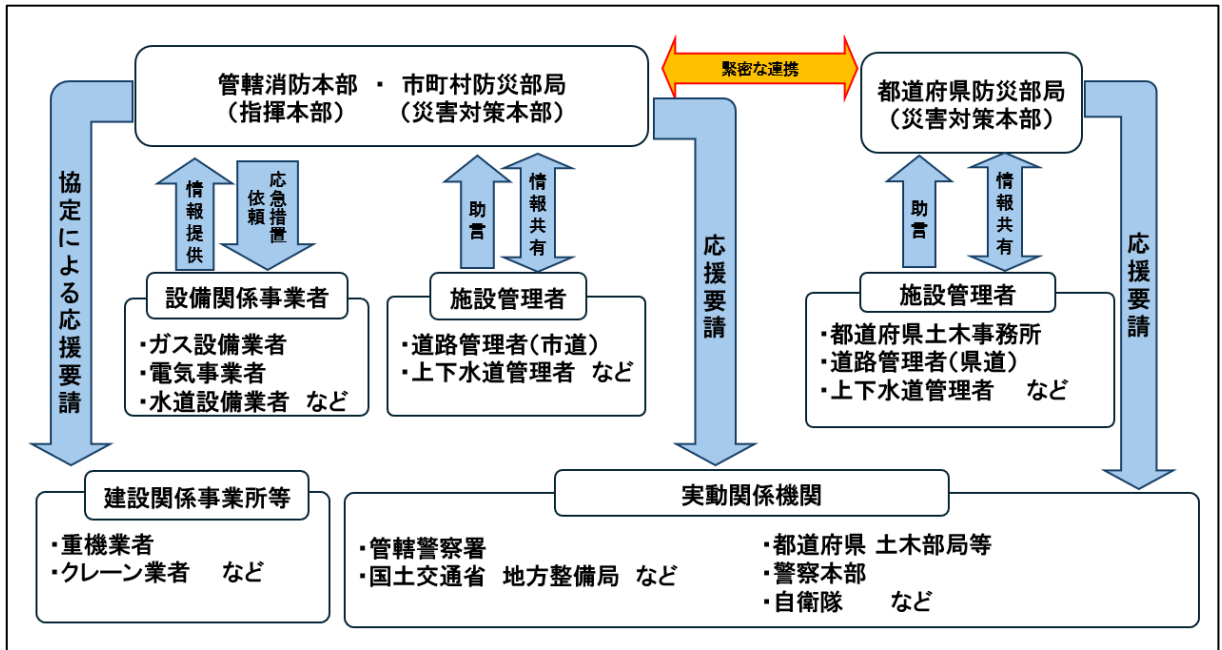 管轄消防本部 ・ 市町村防災部局
(指揮本部) (災害対策本部)
緊密な連携
都道府県防災部局
(災害対策本部)
協定による応援要請
情報提供
応急措置
依頼
助言
情報共有
応援要請
助言
情報共有
応援要請
設備関係事業者
・ガス設備業者
・電気事業者
・水道設備業者 など
施設管理者
・道路管理者(市道)
・上下水道管理者 など
施設管理者
・都道府県土木事務所
・道路管理者(県道)
・上下水道管理者 など
建設関係事業所等
・重機業者
・クレーン業者 など
実動関係機関
・管轄警察署
・国土交通省 地方整備局 など
・都道府県 土木部局等
・警察本部
・自衛隊 など